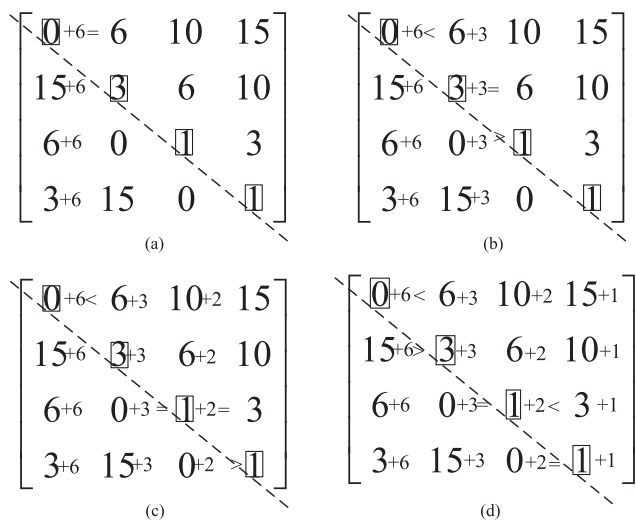 0 +6= 6 10 15
15+6 3 6 10
6+6 0 1 3
3+6 15 0 1
(a)
0 +6< 6+3 10 15
15+6 3+3= 6 10
6+6 0+3 > 1 3
3+6 15+3 0 1
(b)
0 +6< 6+3 10+2 15
15+6 3+3 6+2 10
6+6 0+3 = 1+2= 3
3+6 15+3 0+2 > 1
(c)
0 +6< 6+3 10+2 15+1
15+6> 3+3 6+2 10+1
6+6 0+3= 1+2< 3 +1
3+6 15+3 0+2= 1 +1
(d)